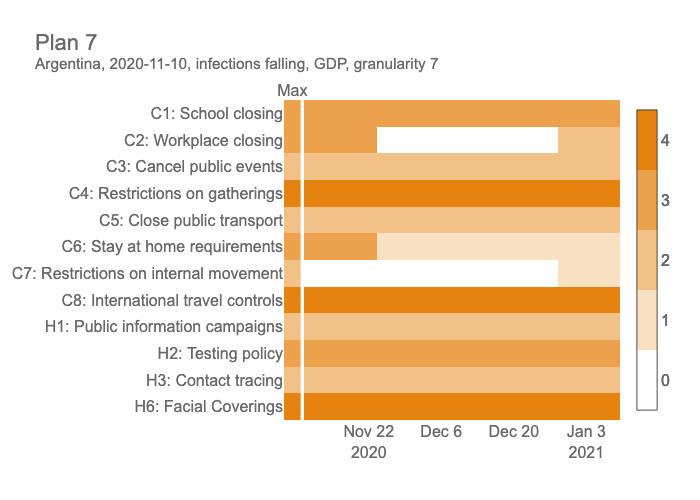 Plan 7
Argentina, 2020-11-10, infections falling, GDP, granularity 7
Max
C1: School closing
C2: Workplace closing
C3: Cancel public events
C4: Restrictions on gatherings
C5: Close public transport
C6: Stay at home requirements
C7: Restrictions on internal movement
C8: International travel controls
H1: Public information campaigns
H2: Testing policy
H3: Contact tracing
H6: Facial Coverings
Nov 22 Dec 6 Dec 20 Jan 3
2020 2021
4
3
2
1
0